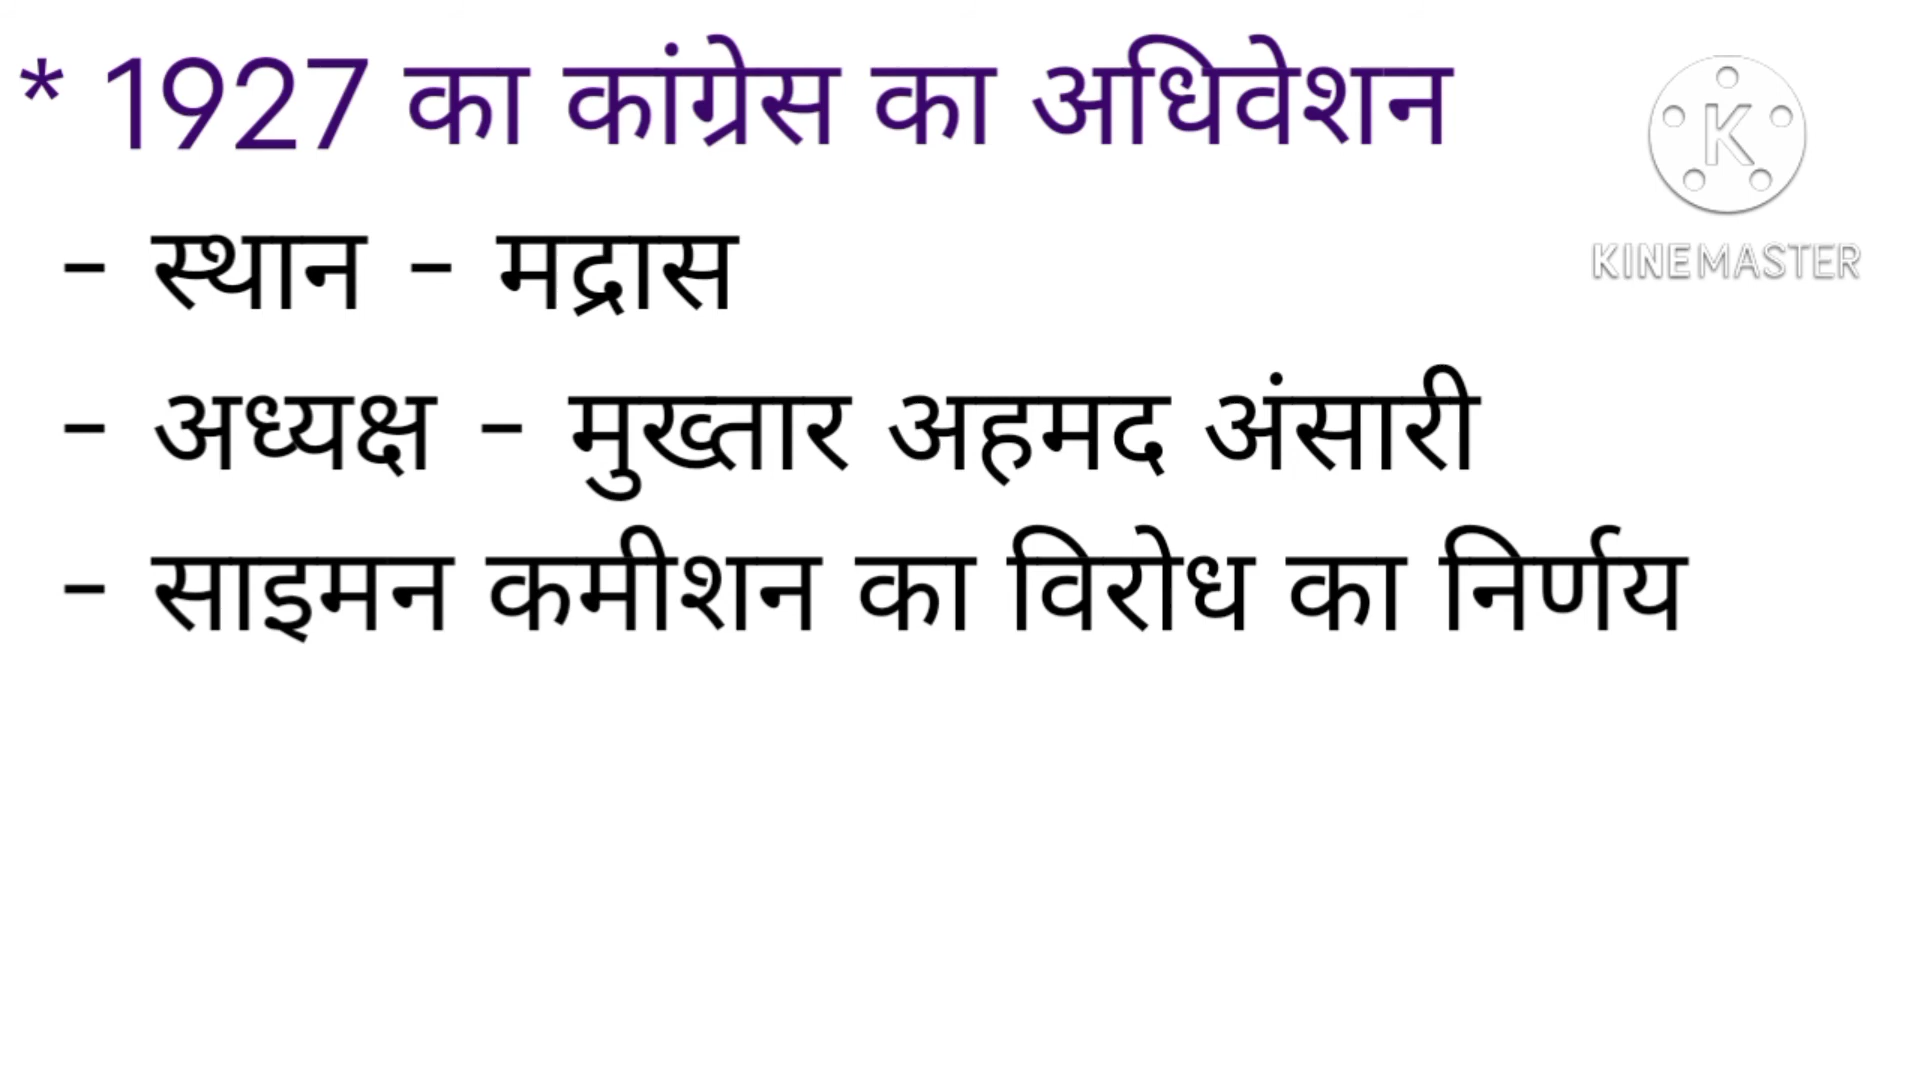 * 1927 का कांग्रेस का अधिवेशन
- स्थान - मद्रास
- अध्यक्ष - मुख्तार अहमद अंसारी
- साइमन कमीशन का विरोध का निर्णय
K
KINEMASTER